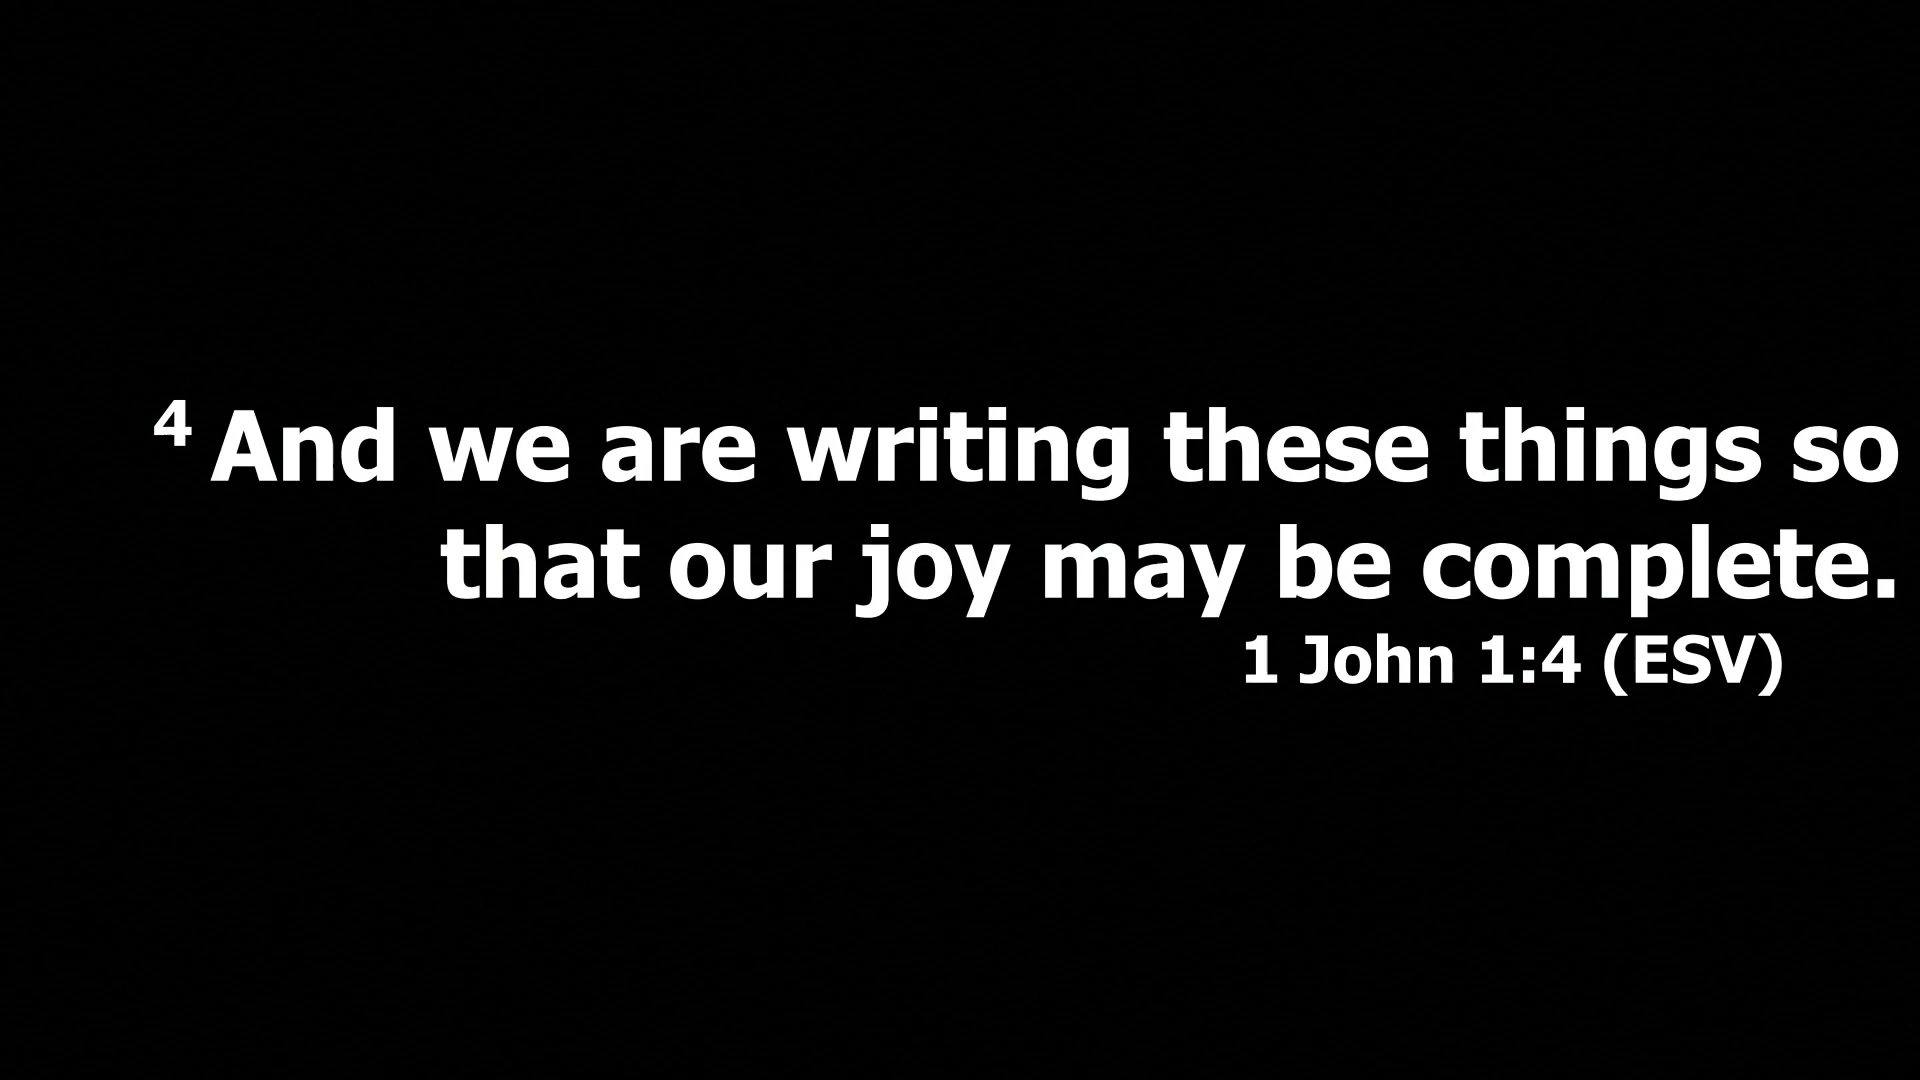 4 And we are writing these things so
that our joy may be complete.
1 John 1:4 (ESV)